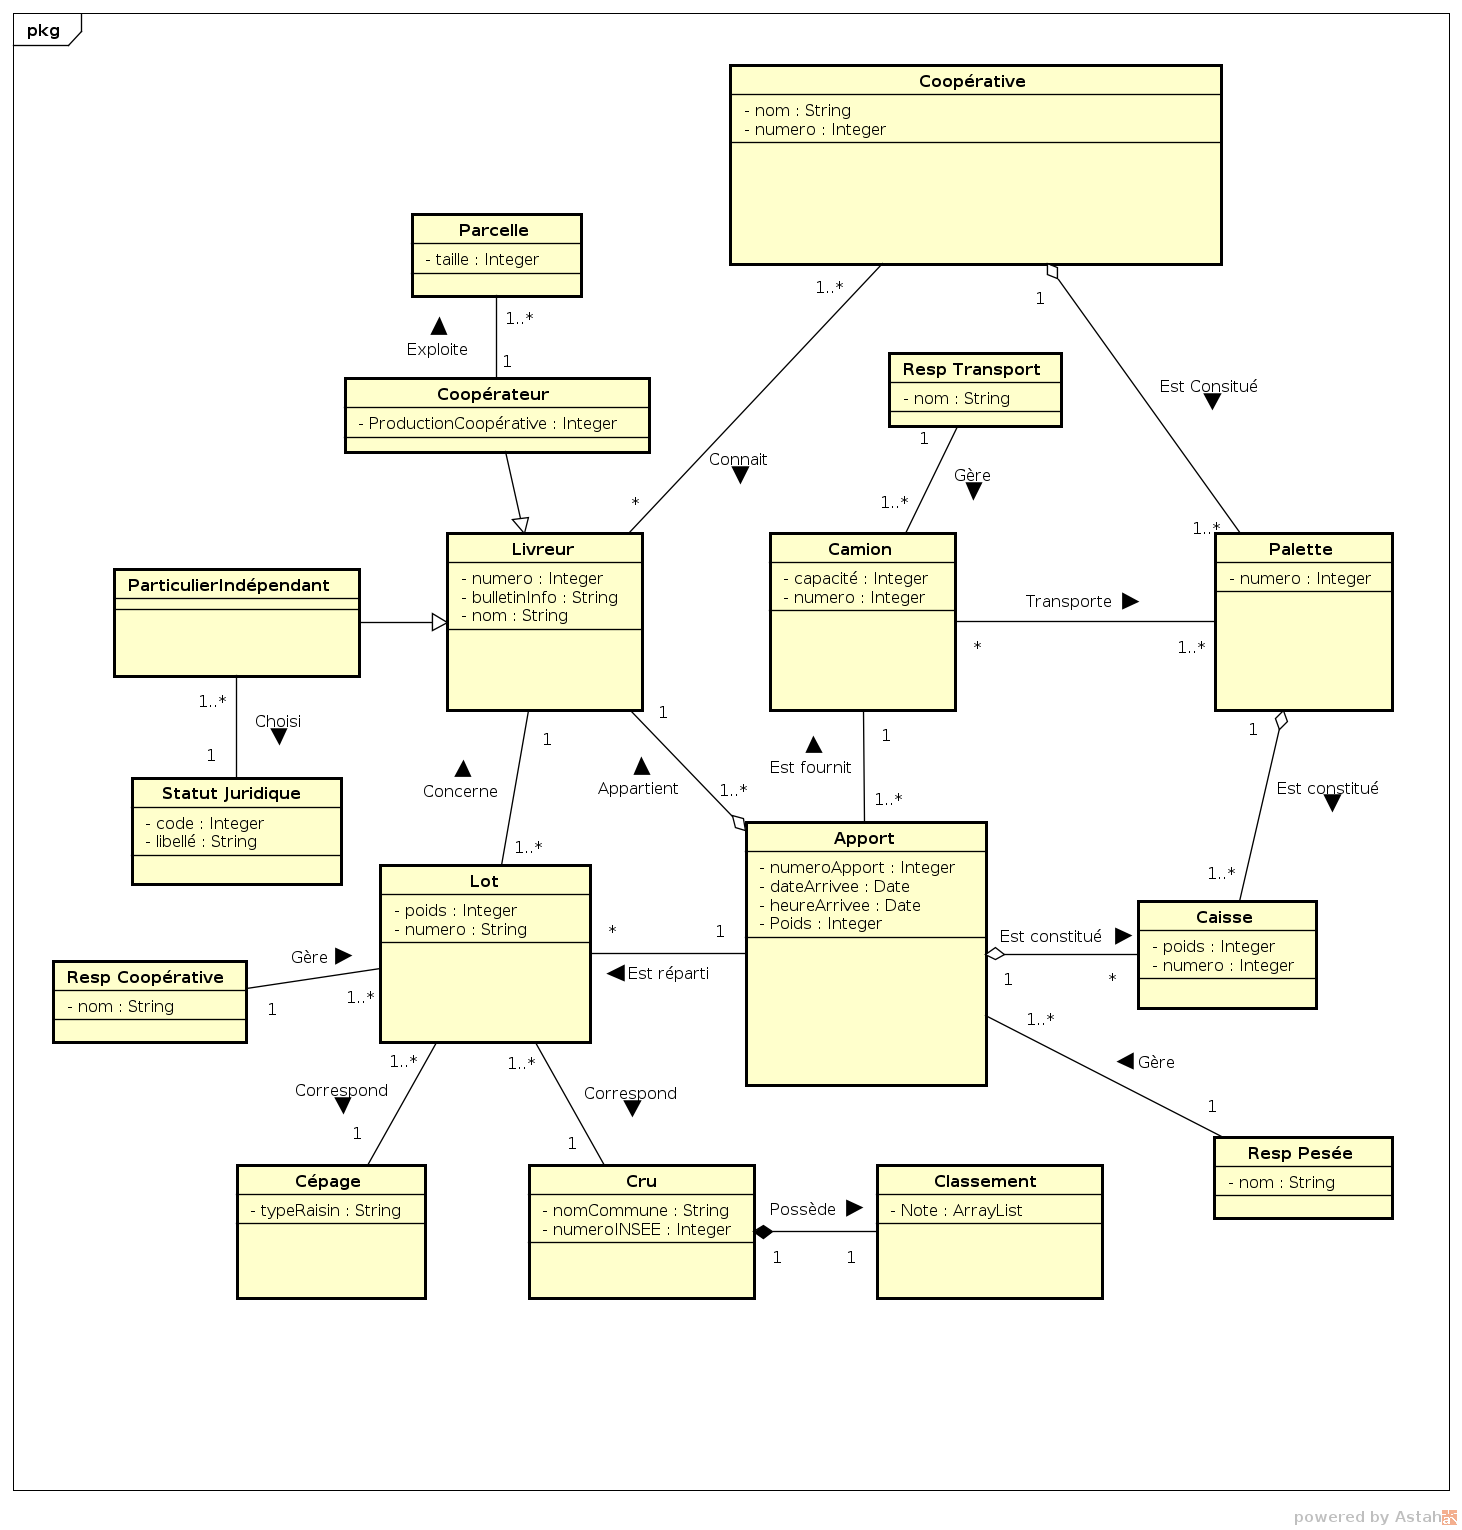 pkg
Coopérative
- nom : String
- numero : Integer
Parcelle
- taille : Integer
1..*
1
1..*
Exploite
1
Resp Transport
- nom : String
Coopérateur
- ProductionCoopérative : Integer
Est Consitué
1
Connait
Gère
*
1..*
1..*
Livreur
- numero : Integer
- bulletinInfo : String
- nom : String
Camion
- capacité : Integer
- numero : Integer
Palette
- numero : Integer
ParticulierIndépendant
Transporte
*
1..*
1..*
Choisi
1
1
1
1
1
Est fournit
Concerne
Appartient
1..*
1..*
Est constitué
Statut Juridique
- code : Integer
- libellé : String
1..*
Apport
- numeroApport : Integer
- dateArrivee : Date
- heureArrivee : Date
- Poids : Integer
Lot
- poids : Integer
- numero : String
1..*
Caisse
- poids : Integer
- numero : Integer
*
1
Est constitué
Gère
Est réparti
1
*
Resp Coopérative
- nom : String
1..*
1
1..*
1..*
1..*
Gère
Correspond
Correspond
1
1
1
Resp Pesée
- nom : String
Cépage
- typeRaisin : String
Cru
- nomCommune : String
- numeroINSEE : Integer
Possède
1
1
Classement
- Note : ArrayList
powered by Astah